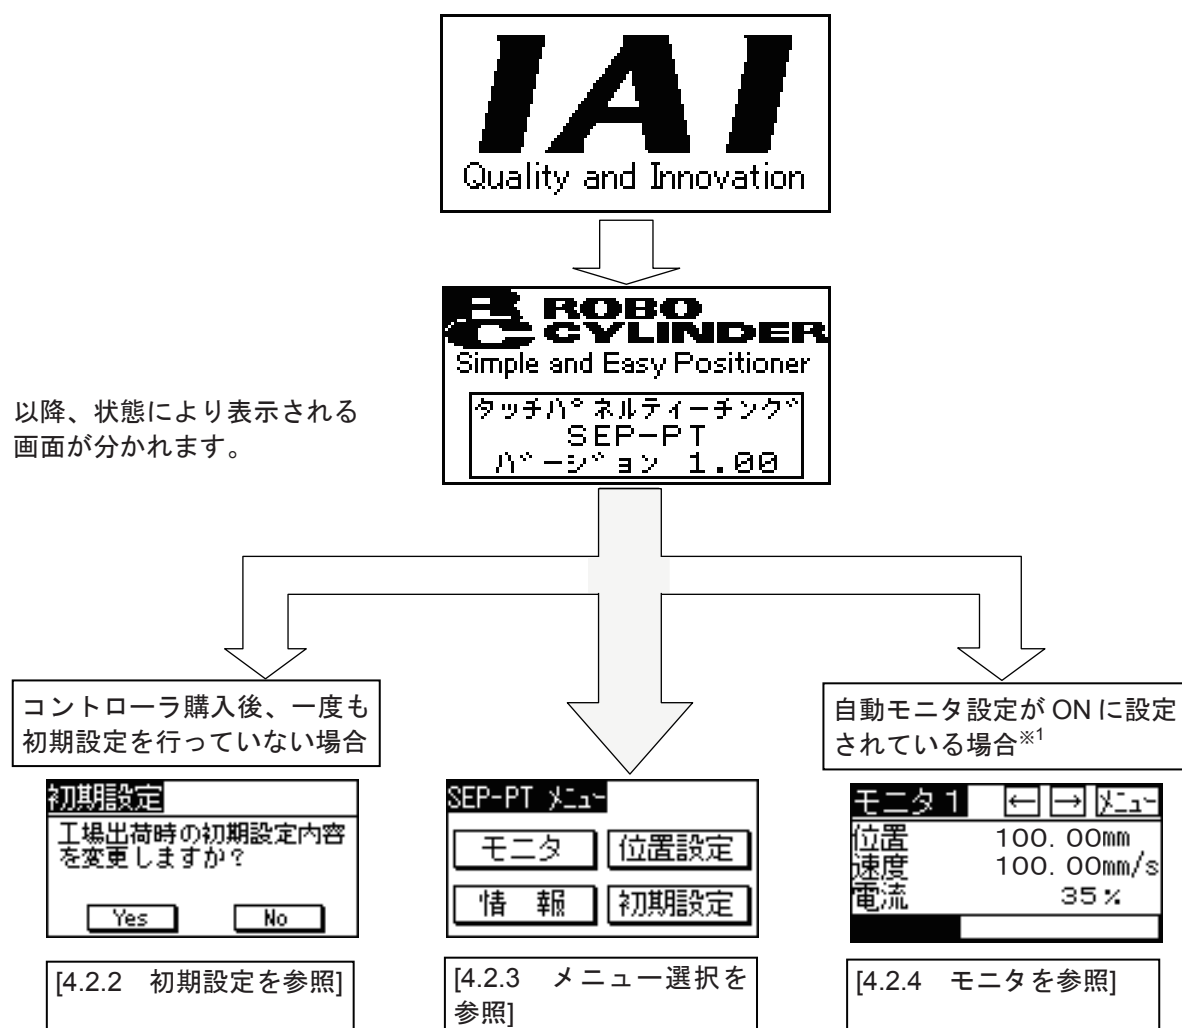 IAI
Quality and Innovation
RC ROBO
CYLINDER
Simple and Easy Positioner
タッチパネルティーチング
SEP-PT
バージョン 1.00
以降、状態により表示される
画面が分かれます。
コントローラ購入後、一度も
初期設定を行っていない場合
初期設定
工場出荷時の初期設定内容
を変更しますか？
Yes No
[4.2.2 初期設定を参照]
SEP-PT メニュー
モニタ 位置設定
情 報 初期設定
[4.2.3 メニュー選択を
参照]
自動モニタ設定が ON に設定
されている場合※1
モニタ1 ← → メニュー
位置 100.00mm
速度 100.00mm/s
電流 35%
[4.2.4 モニタを参照]